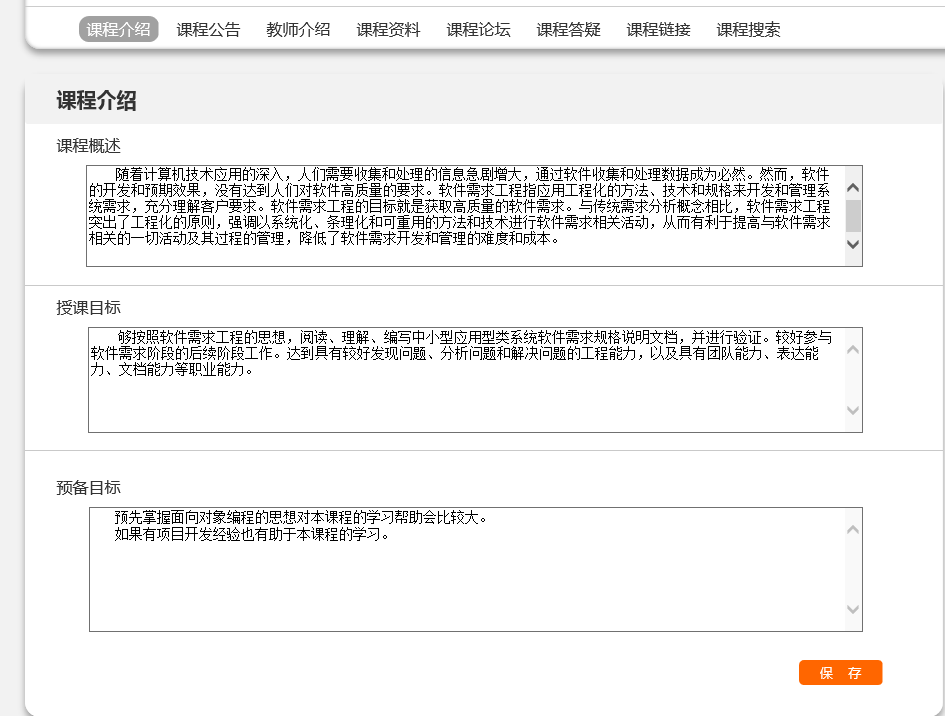 课程介绍 课程公告 教师介绍 课程资料 课程论坛 课程答疑 课程链接 课程搜索
课程介绍
课程概述
随着计算机技术应用的深入，人们需要收集和处理的信息急剧增大，通过软件收集和处理数据成为必然。然而，软件
的开发和预期效果，没有达到人们对软件高质量的要求。软件需求工程指应用工程化的方法、技术和规格来开发和管理系
统需求，充分理解客户要求。软件需求工程的目标就是获取高质量的软件需求。与传统需求分析概念相比，软件需求工程
突出了工程化的原则，强调以系统化、条理化和可重用的方法和技术进行软件需求相关活动，从而有利于提高与软件需求
相关的一切活动及其过程的管理，降低了软件需求开发和管理的难度和成本。
授课目标
够按照软件需求工程的思想，阅读、理解、编写中小型应用型类系统软件需求规格说明文档，并进行验证。较好参与
软件需求阶段的后续阶段工作。达到具有较好发现问题、分析问题和解决问题的工程能力，以及具有团队能力、表达能
力、文档能力等职业能力。
预备目标
预先掌握面向对象编程的思想对本课程的学习帮助会比较大。
如果有项目开发经验也有助于本课程的学习。
保 存